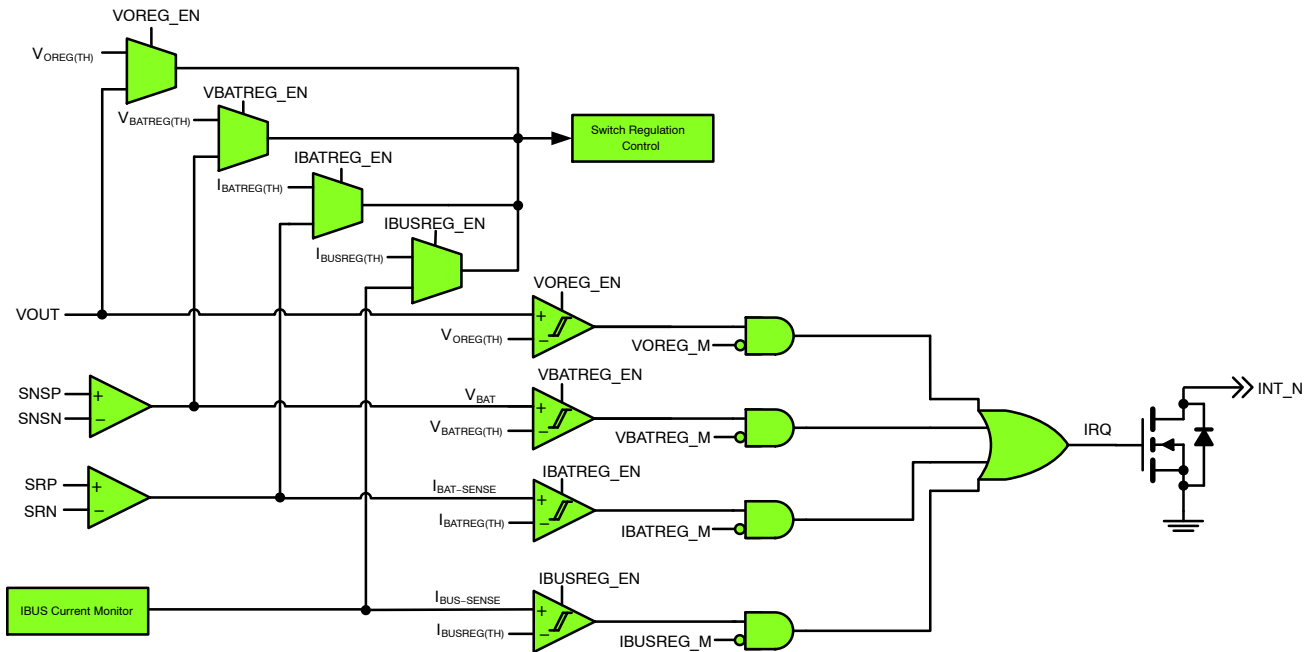 VOREG_EN
VOREG(TH)
VBATREG_EN
VBATREG(TH)
Switch Regulation
Control
IBATREG_EN
IBATREG(TH)
IBUSREG_EN
IBUSREG(TH)
VOREG_EN
VOUT
+
VOREG(TH)
−
VOREG_M
VBATREG_EN
INT_N
SNSP
+
SNSN
−
VBAT
+
VBATREG(TH)
−
VBATREG_M
IRQ
IBATREG_EN
SRP
+
SRN
−
IBAT−SENSE
+
IBATREG(TH)
−
IBATREG_M
IBUSREG_EN
IBUS Current Monitor
IBUS−SENSE
+
IBUSREG(TH)
−
IBUSREG_M